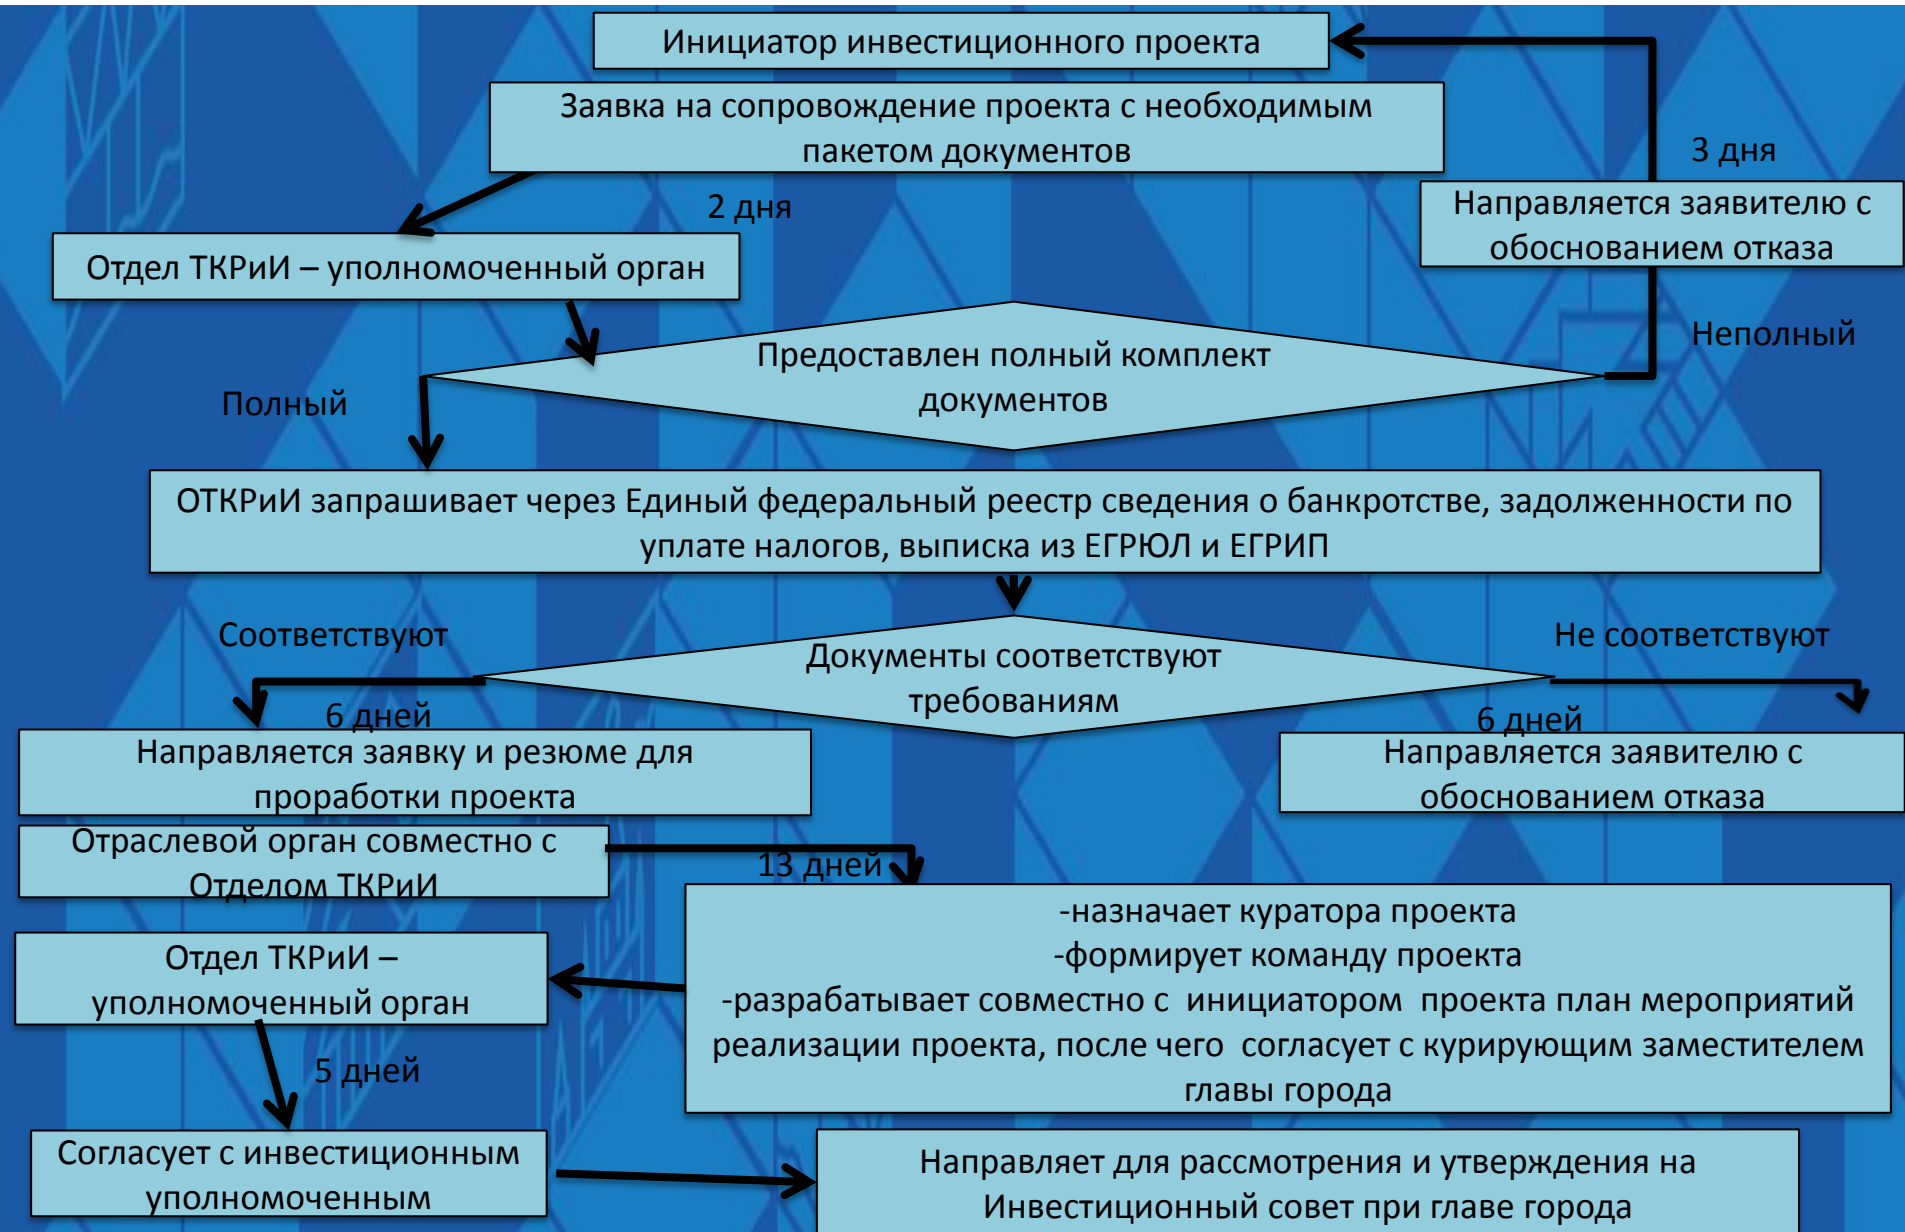 Инициатор инвестиционного проекта
Заявка на сопровождение проекта с необходимым
пакетом документов
3 дня
2 дня
Направляется заявителю с
обоснованием отказа
Отдел ТКРиИ – уполномоченный орган
Неполный
Предоставлен полный комплект
документов
Полный
ОТКРиИ запрашивает через Единый федеральный реестр сведения о банкротстве, задолженности по
уплате налогов, выписка из ЕГРЮЛ и ЕГРИП
Соответствуют
Не соответствуют
Документы соответствуют
требованиям
6 дней
6 дней
Направляется заявку и резюме для
проработки проекта
Направляется заявителю с
обоснованием отказа
Отраслевой орган совместно с
Отделом ТКРиИ
13 дней
-назначает куратора проекта
-формирует команду проекта
-разрабатывает совместно с инициатором проекта план мероприятий
реализации проекта, после чего согласует с курирующим заместителем
главы города
Отдел ТКРиИ –
уполномоченный орган
5 дней
Согласует с инвестиционным
уполномоченным
Направляет для рассмотрения и утверждения на
Инвестиционный совет при главе города